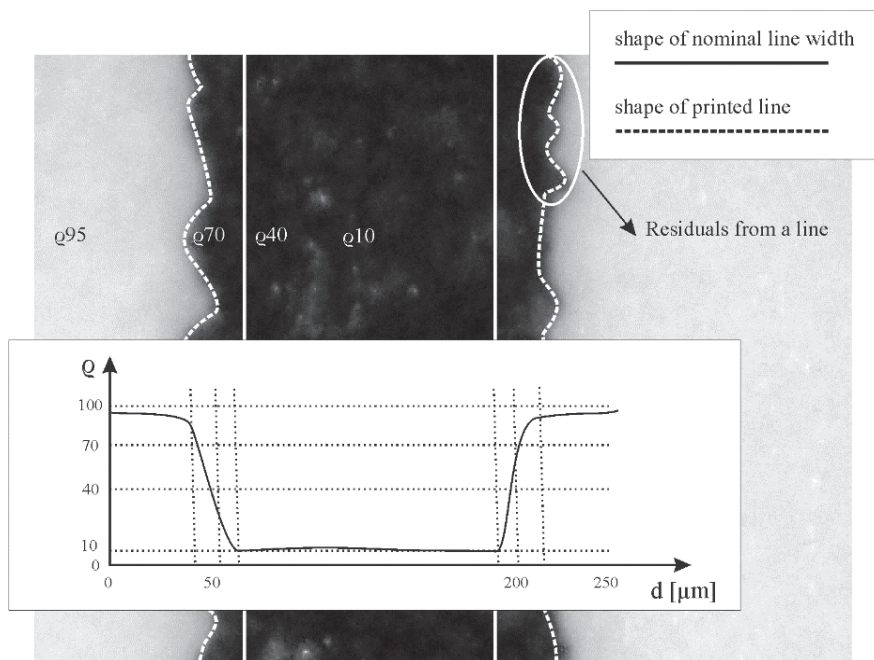 shape of nominal line width
shape of printed line
Residuals from a line
ϱ95
ϱ70
ϱ40
ϱ10
ϱ
100
70
40
10
0
0 50 200 250
d [µm]